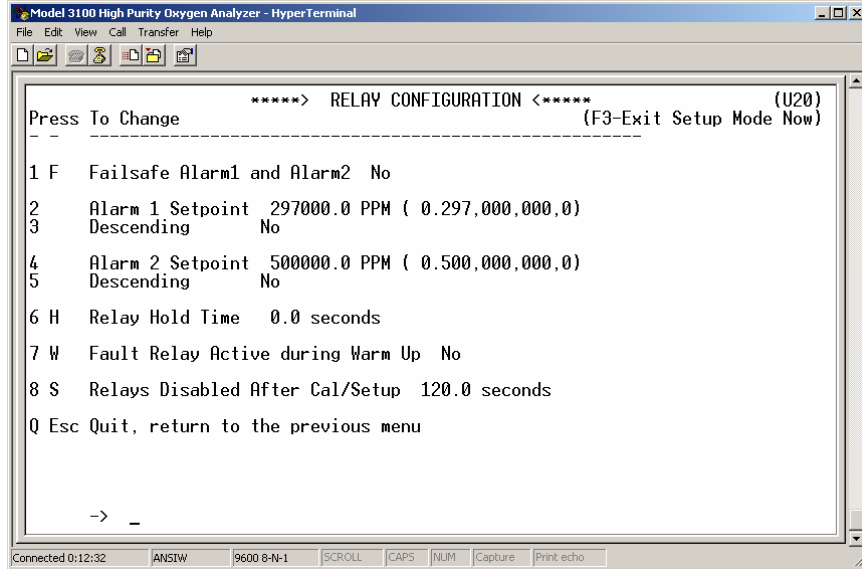 Model 3100 High Purity Oxygen Analyzer - HyperTerminal
File Edit View Call Transfer Help
*****> RELAY CONFIGURATION <***** (U20)
Press To Change (F3-Exit Setup Mode Now)
- - ------------------------------------------------------
1 F Failsafe Alarm1 and Alarm2 No
2 Alarm 1 Setpoint 297000.0 PPM ( 0.297,000,000,0)
3 Descending No
4 Alarm 2 Setpoint 500000.0 PPM ( 0.500,000,000,0)
5 Descending No
6 H Relay Hold Time 0.0 seconds
7 W Fault Relay Active during Warm Up No
8 S Relays Disabled After Cal/Setup 120.0 seconds
Q Esc Quit, return to the previous menu
-> _
Connected 0:12:32 ANSIW 9600 8-N-1 SCROLL CAPS NUM Capture Print echo